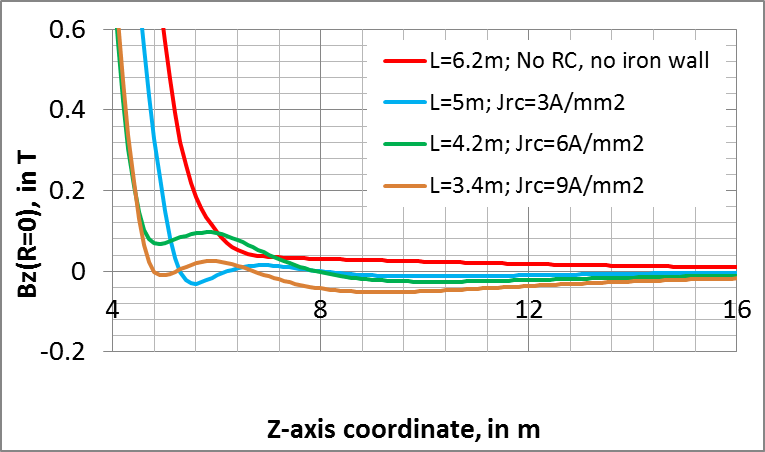 0.6
0.4
0.2
0
-0.2
Bz(R=0), in T
L=6.2m; No RC, no iron wall
L=5m; Jrc=3A/mm2
L=4.2m; Jrc=6A/mm2
L=3.4m; Jrc=9A/mm2
4 8 12 16
Z-axis coordinate, in m